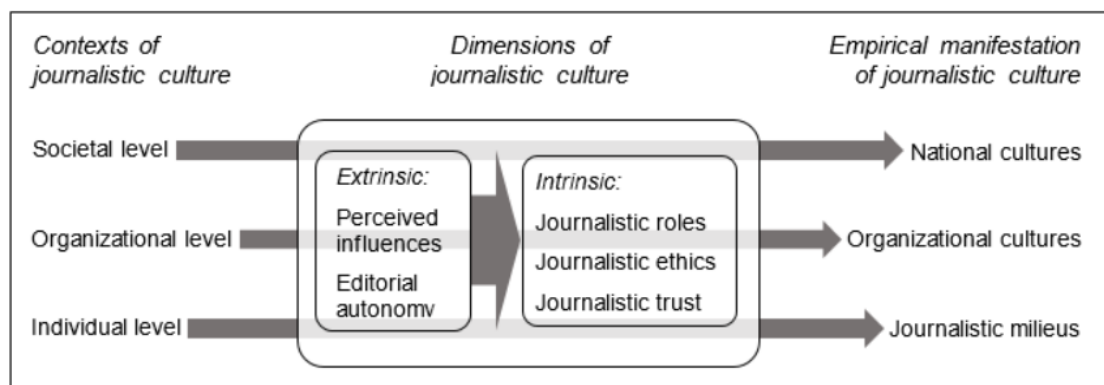 Contexts of
journalistic culture
Dimensions of
journalistic culture
Empirical manifestation
of journalistic culture
Societal level
National cultures
Extrinsic:
Perceived
influences
Editorial
autonomy
Intrinsic:
Journalistic roles
Journalistic ethics
Journalistic trust
Organizational level
Organizational cultures
Individual level
Journalistic milieus